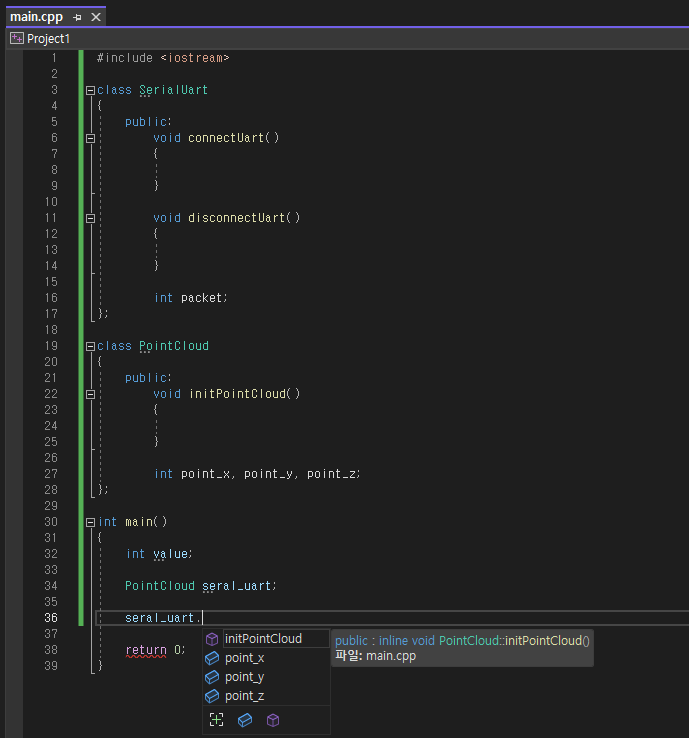 main.cpp
Project1
1 #include <iostream>
2
3 class SerialUart
4 {
5 public:
6 void connectUart()
7 {
8
9 }
10
11 void disconnectUart()
12 {
13
14 }
15
16 int packet;
17 };
18
19 class PointCloud
20 {
21 public:
22 void initPointCloud()
23 {
24
25 }
26
27 int point_x, point_y, point_z;
28 };
29
30 int main()
31 {
32 int value;
33
34 PointCloud seral_uart;
35
36 seral_uart.
37
38 return 0;
39 }
initPointCloud
point_x
point_y
point_z
public : inline void PointCloud::initPointCloud()
파일: main.cpp